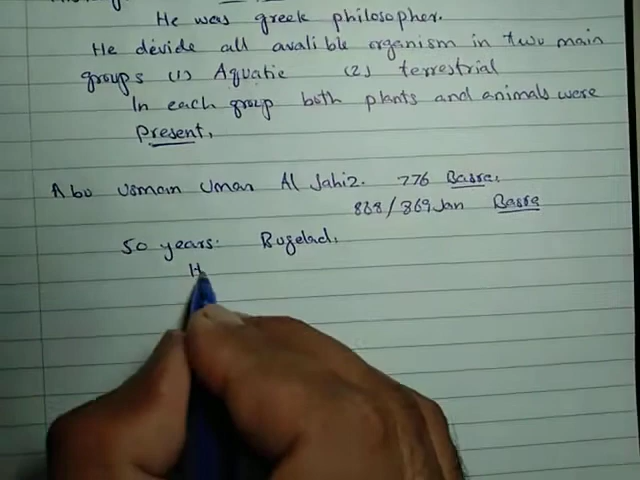 He was greek philosopher.
He devide all avalible organism in two main
groups (1) Aquatic (2) terrestrial
In each group both plants and animals were
present.
Abu Usman Umar Al Jahiz. 776 Basra.
868/869 Jan Basra
50 years. Bugdad.
H